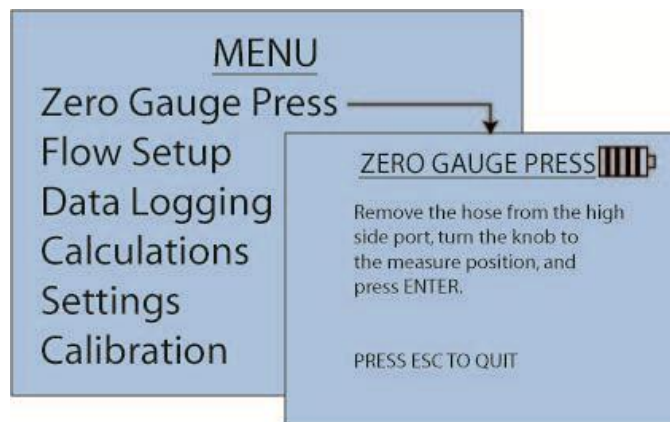 MENU
Zero Gauge Press
Flow Setup
Data Logging
Calculations
Settings
Calibration
ZERO GAUGE PRESS
Remove the hose from the high
side port, turn the knob to
the measure position, and
press ENTER.
PRESS ESC TO QUIT